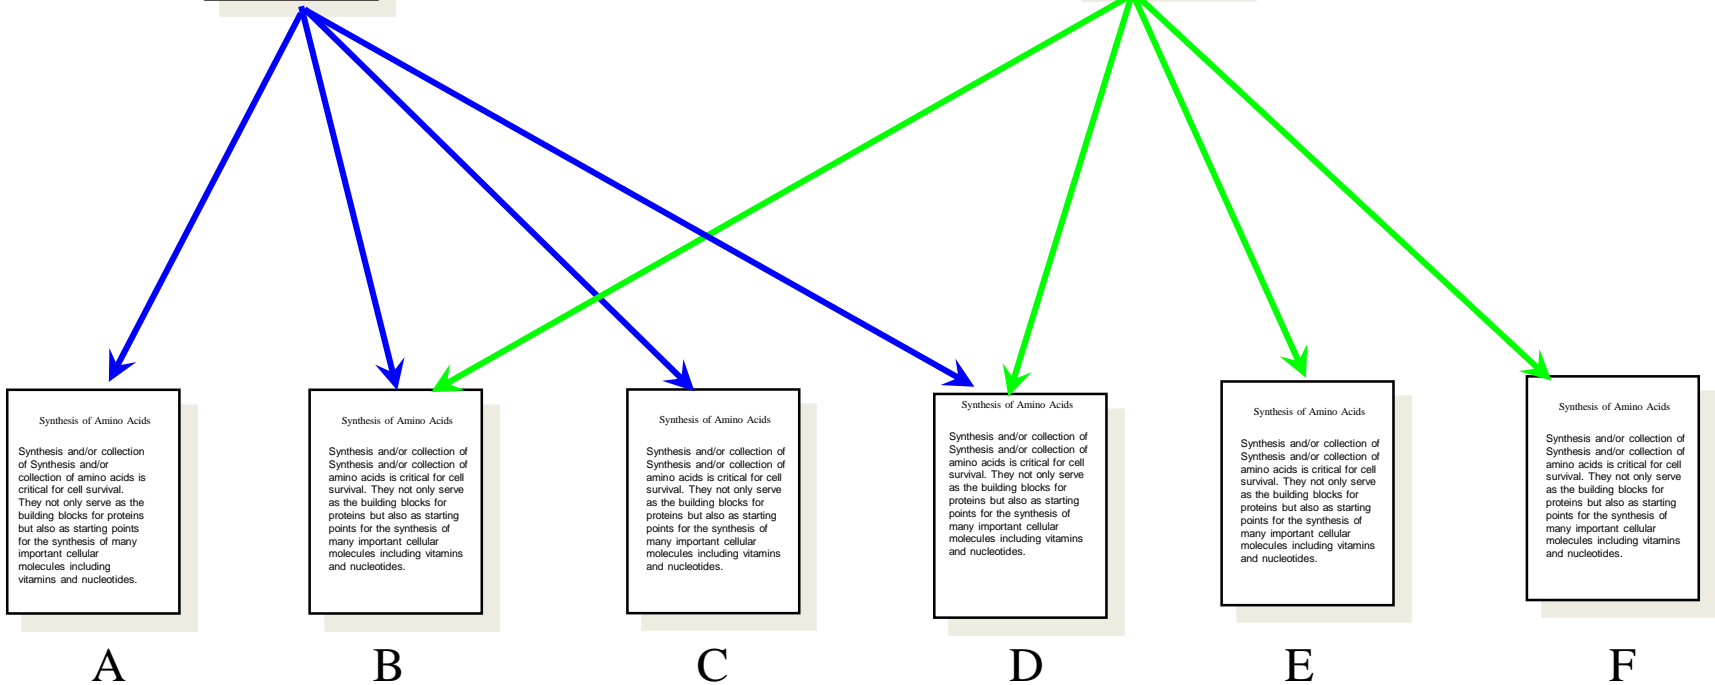 Synthesis of Amino Acids
Synthesis and/or collection
of Synthesis and/or
collection of amino acids is
critical for cell survival.
They not only serve as the
building blocks for proteins
but also as starting points
for the synthesis of many
important cellular
molecules including
vitamins and nucleotides.
A
Synthesis of Amino Acids
Synthesis and/or collection of
Synthesis and/or collection of
amino acids is critical for cell
survival. They not only serve
as the building blocks for
proteins but also as starting
points for the synthesis of
many important cellular
molecules including vitamins
and nucleotides.
B
Synthesis of Amino Acids
Synthesis and/or collection of
Synthesis and/or collection of
amino acids is critical for cell
survival. They not only serve
as the building blocks for
proteins but also as starting
points for the synthesis of
many important cellular
molecules including vitamins
and nucleotides.
C
Synthesis of Amino Acids
Synthesis and/or collection of
Synthesis and/or collection of
amino acids is critical for cell
survival. They not only serve
as the building blocks for
proteins but also as starting
points for the synthesis of
many important cellular
molecules including vitamins
and nucleotides.
D
Synthesis of Amino Acids
Synthesis and/or collection of
Synthesis and/or collection of
amino acids is critical for cell
survival. They not only serve
as the building blocks for
proteins but also as starting
points for the synthesis of
many important cellular
molecules including vitamins
and nucleotides.
E
Synthesis of Amino Acids
Synthesis and/or collection of
Synthesis and/or collection of
amino acids is critical for cell
survival. They not only serve
as the building blocks for
proteins but also as starting
points for the synthesis of
many important cellular
molecules including vitamins
and nucleotides.
F